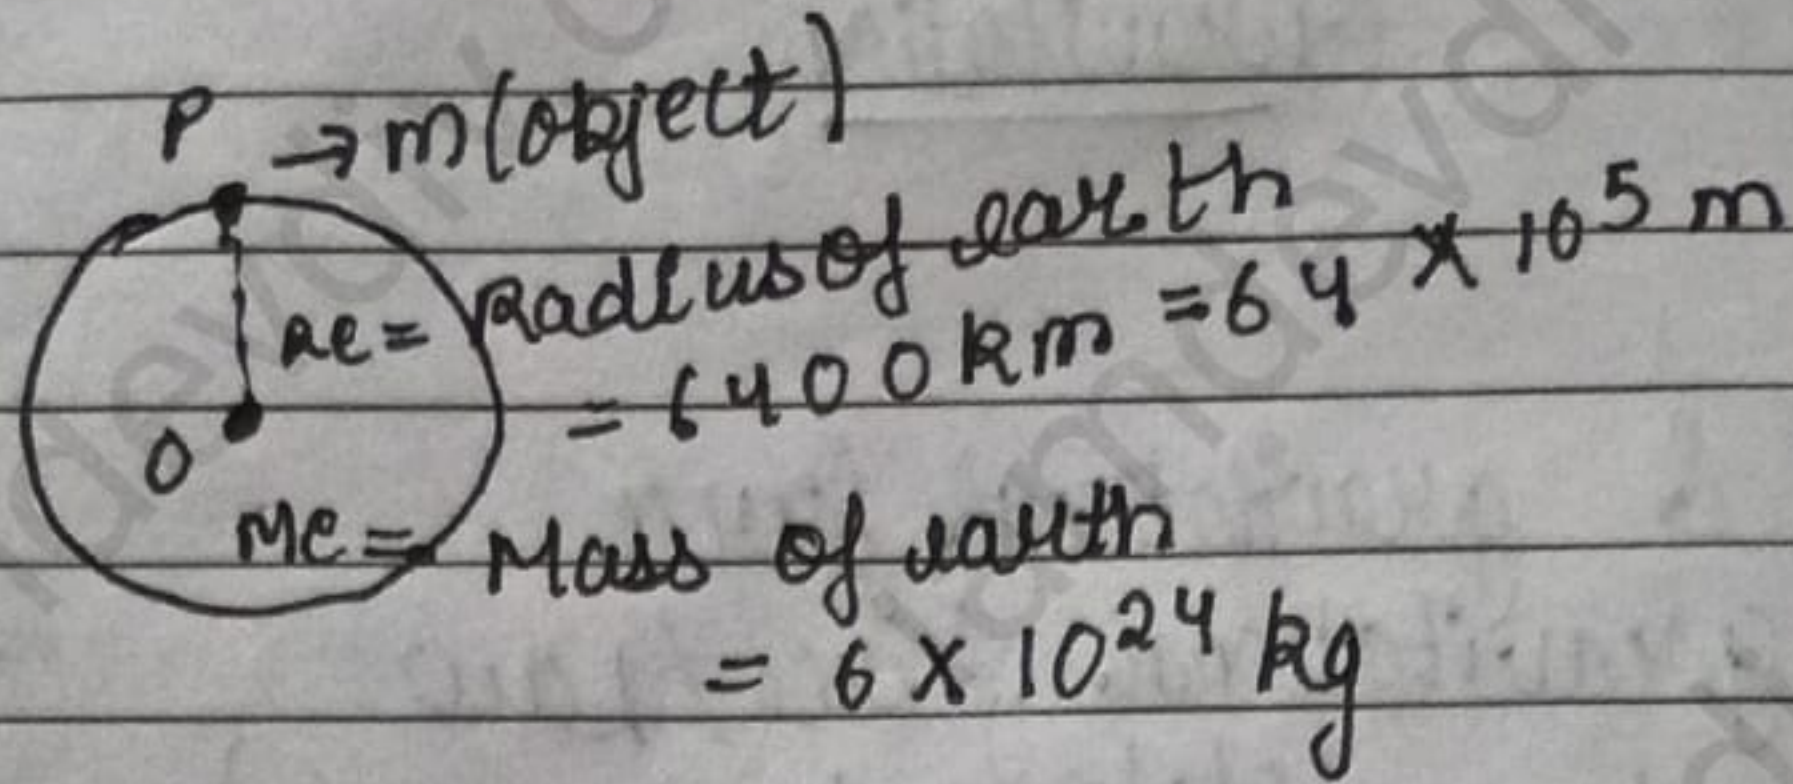 P → m (object)
Re = Radius of earth
= 6400 km = 64 × 10⁵ m
O
Me = Mass of earth
= 6 × 10²⁴ kg